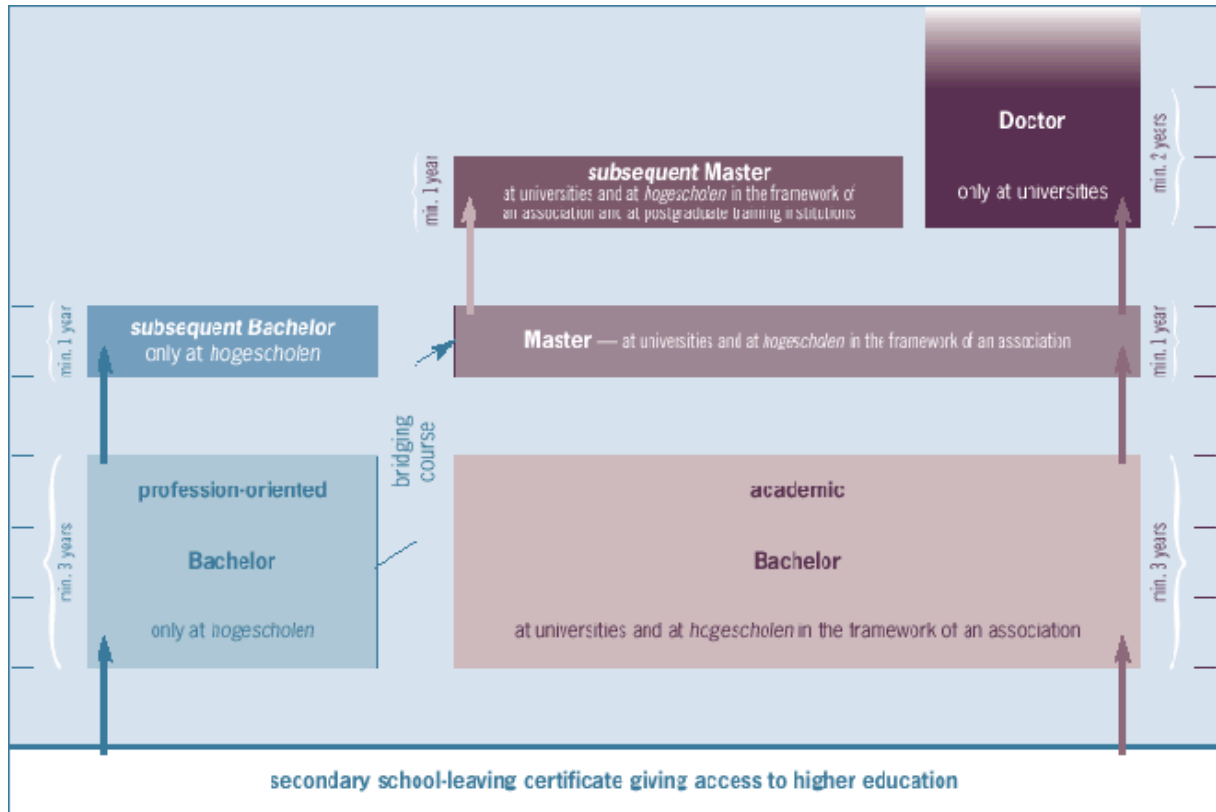 Doctor
only at universities
min. 2 years
min. 1 year
subsequent Master
at universities and at hogescholen in the framework of
an association and at postgraduate training institutions
min. 1 year
subsequent Bachelor
only at hogescholen
Master — at universities and at hogescholen in the framework of an association
min. 1 year
bridging
course
min. 3 years
profession-oriented
Bachelor
only at hogescholen
academic
Bachelor
at universities and at hogescholen in the framework of an association
min. 3 years
secondary school-leaving certificate giving access to higher education